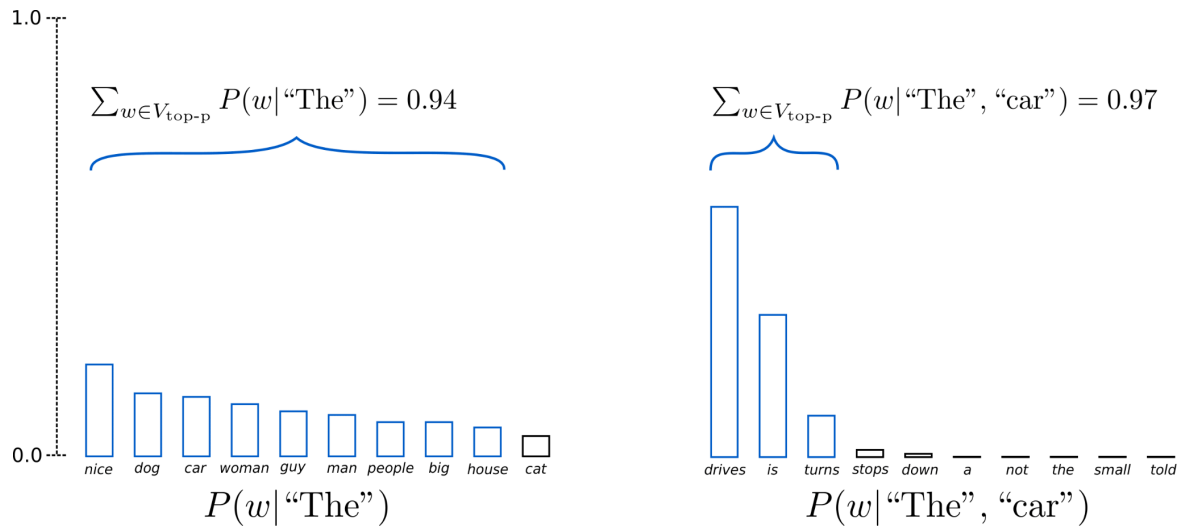 1.0
∑w∈Vtop-p P(w|“The”) = 0.94
∑w∈Vtop-p P(w|“The”, “car”) = 0.97
0.0
nice dog car woman guy man people big house cat
drives is turns stops down a not the small told
P(w|“The”)
P(w|“The”, “car”)